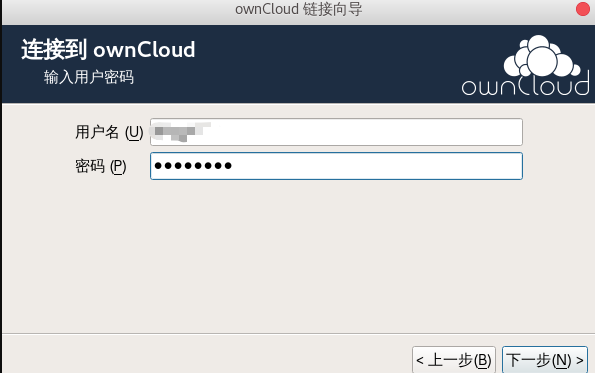 ownCloud 链接向导
连接到 ownCloud
输入用户密码
ownCloud
用户名 (U)
密码 (P)
●●●●●●●●
< 上一步(B)
下一步(N) >